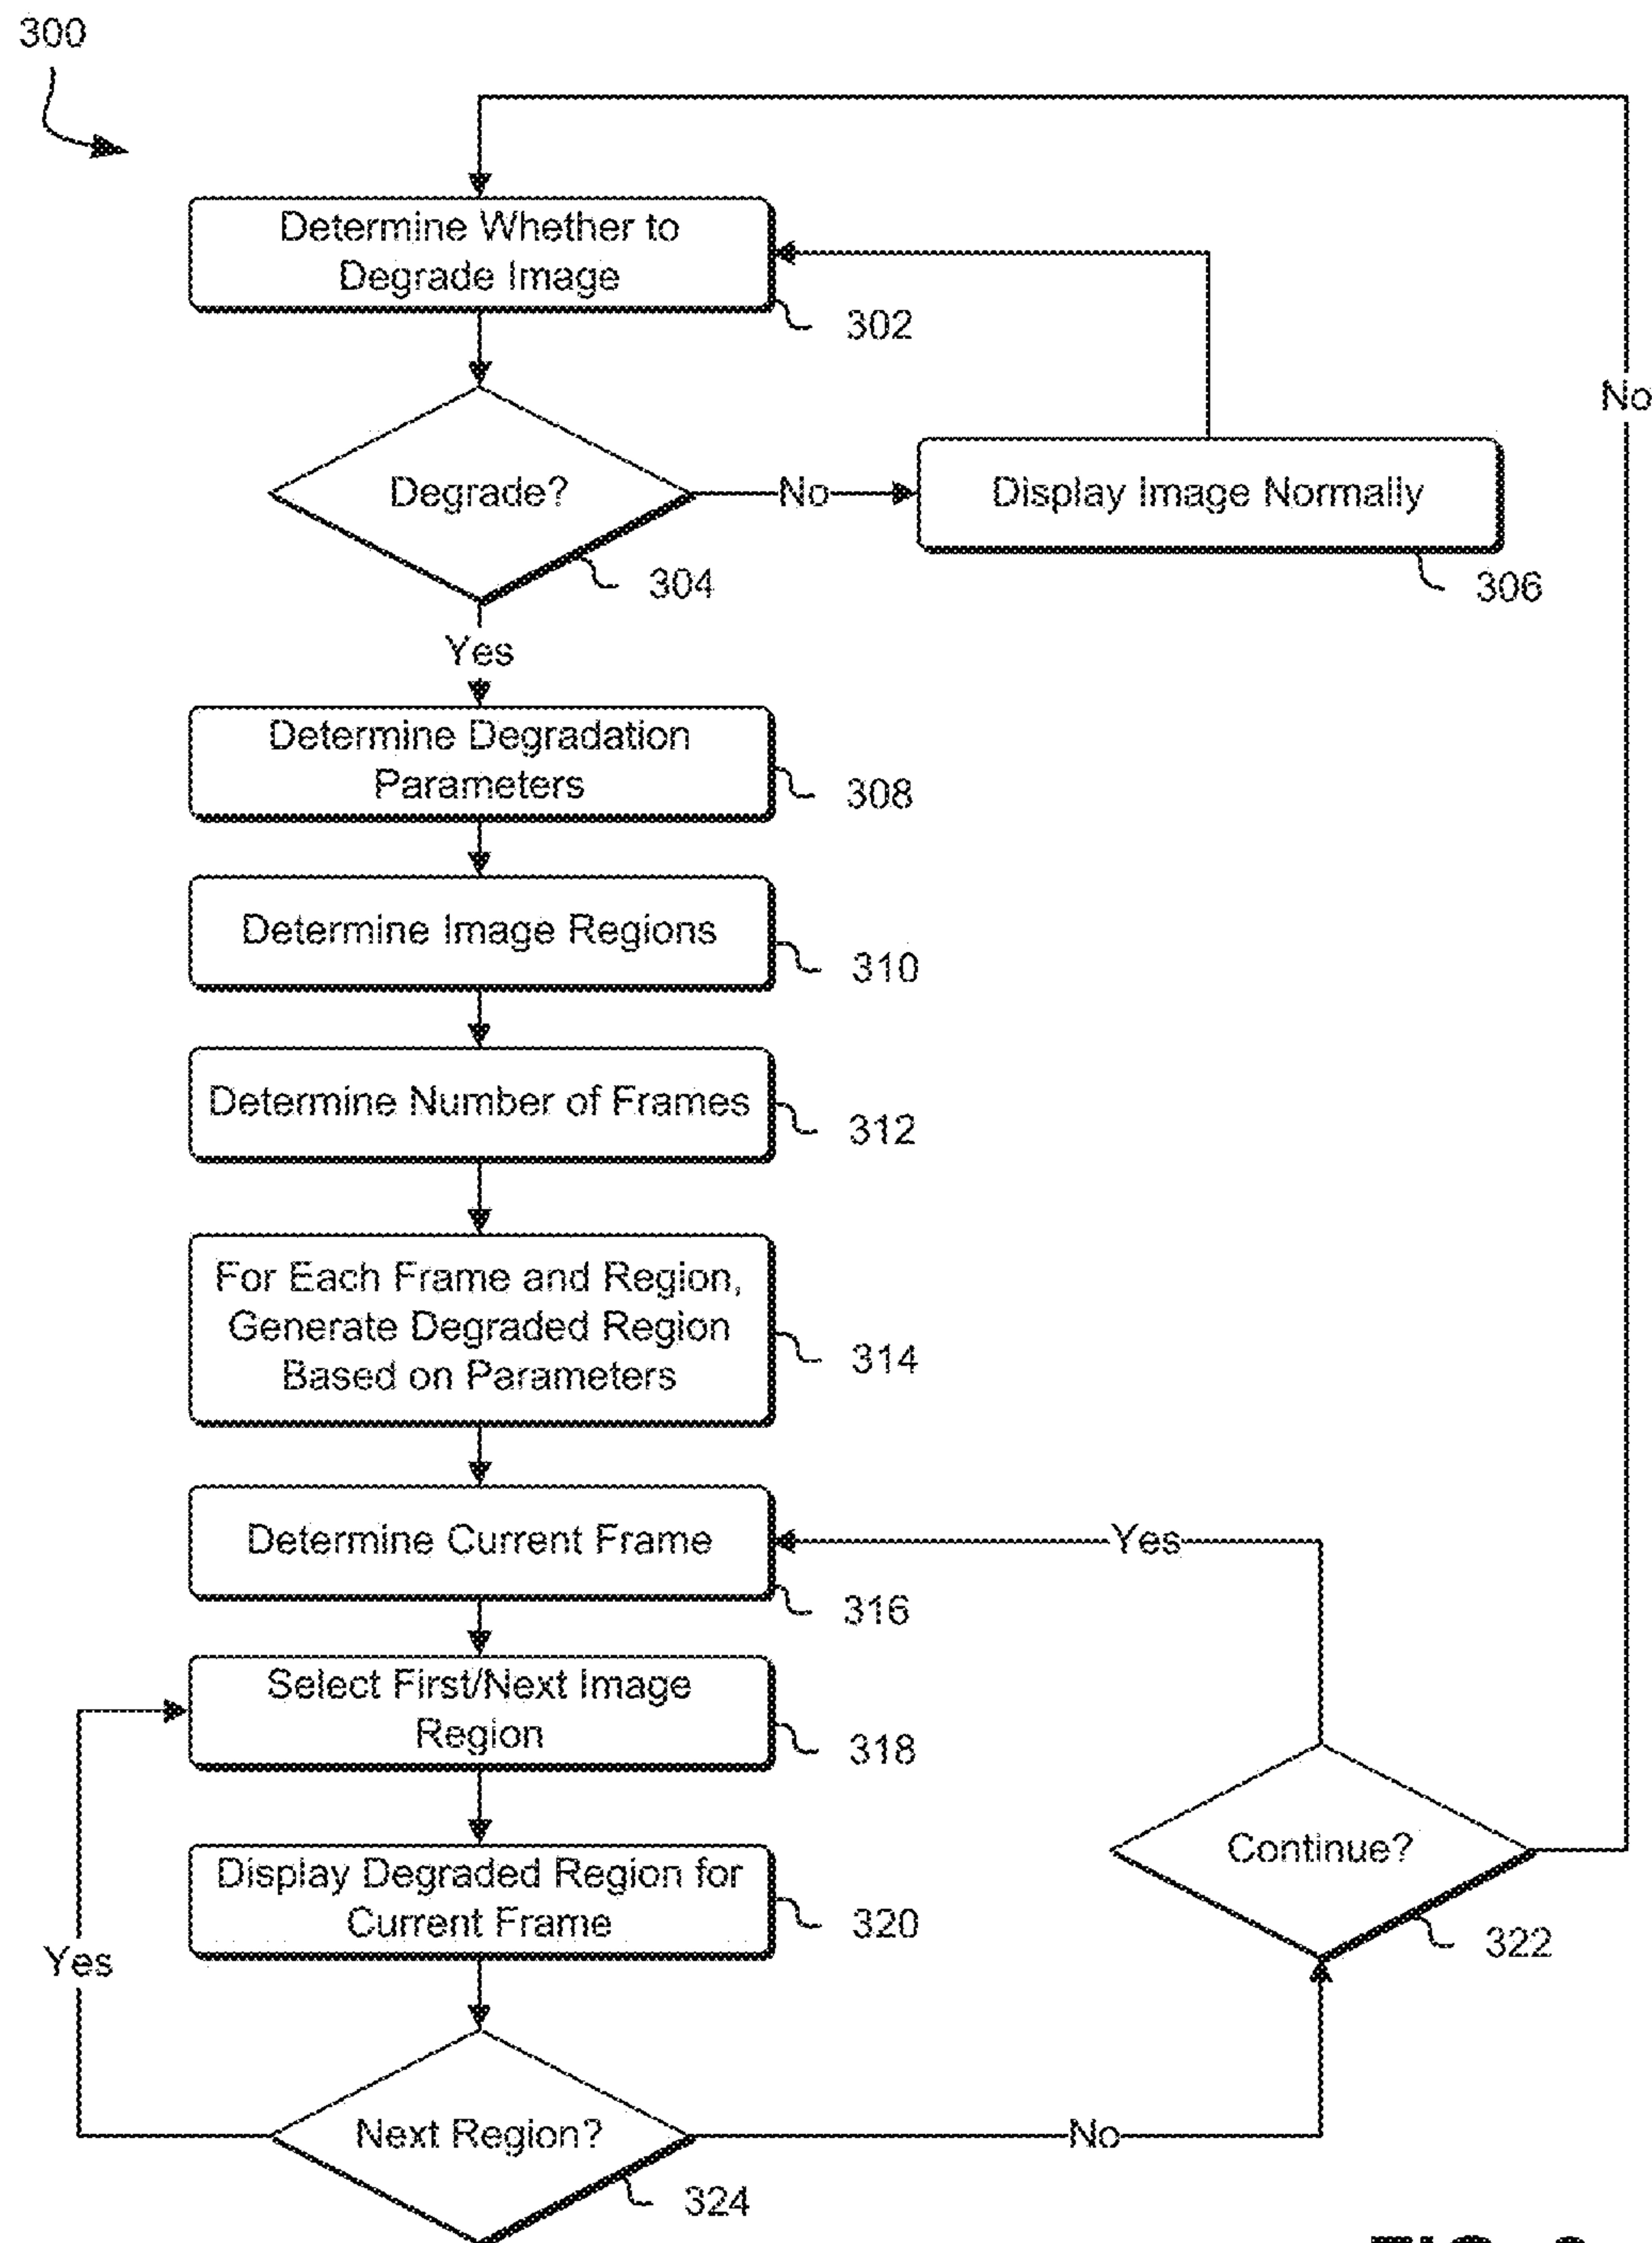 300
Determine Whether to
Degrade Image
302
No
Degrade?
No
Display Image Normally
304
306
Yes
Determine Degradation
Parameters
308
Determine Image Regions
310
Determine Number of Frames
312
For Each Frame and Region,
Generate Degraded Region
Based on Parameters
314
Determine Current Frame
Yes
316
Select First/Next Image
Region
318
Continue?
322
Display Degraded Region for
Current Frame
320
Yes
Next Region?
No
324